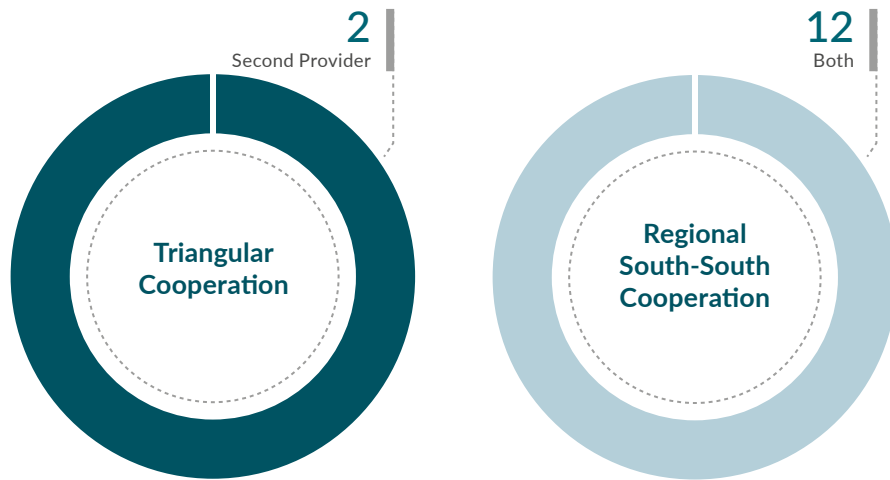 2
Second Provider
Triangular
Cooperation
12
Both
Regional
South-South
Cooperation